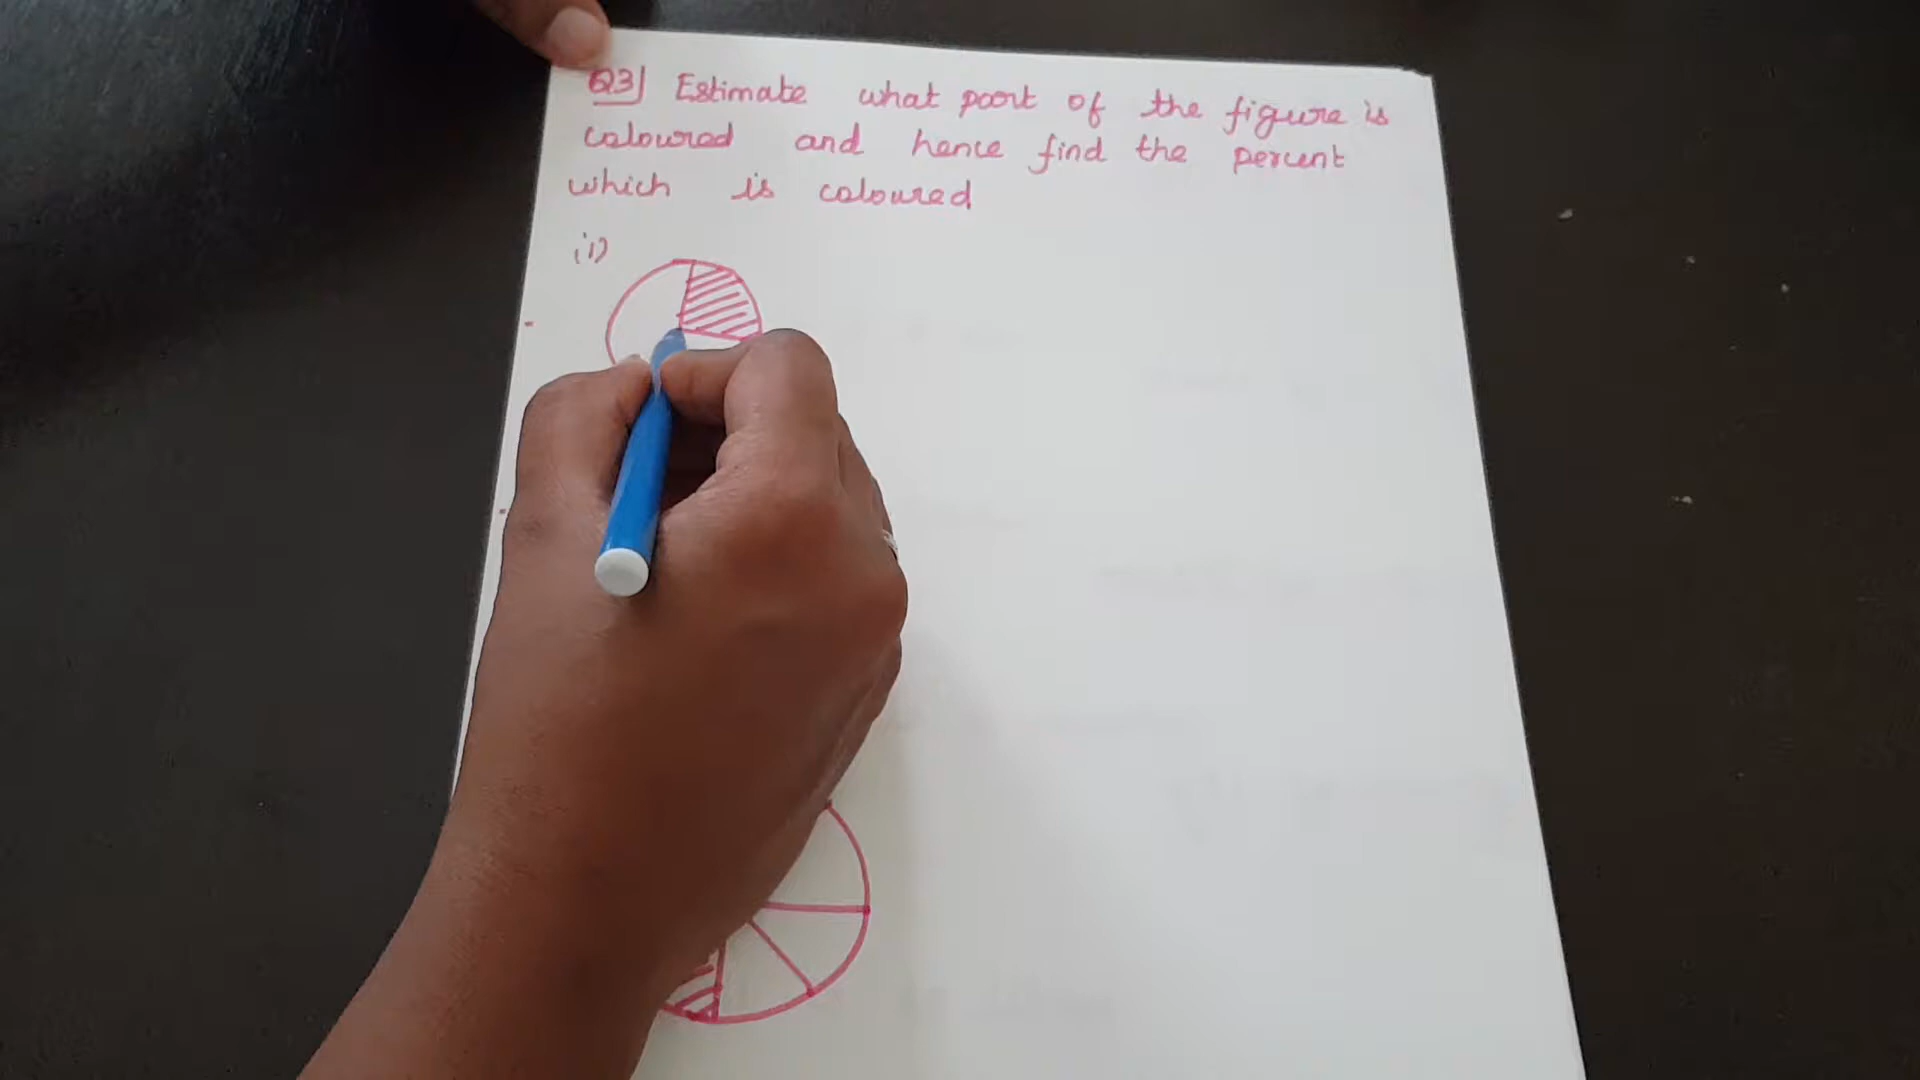 Q3) Estimate what part of the figure is
coloured and hence find the percent
which is coloured
(i)